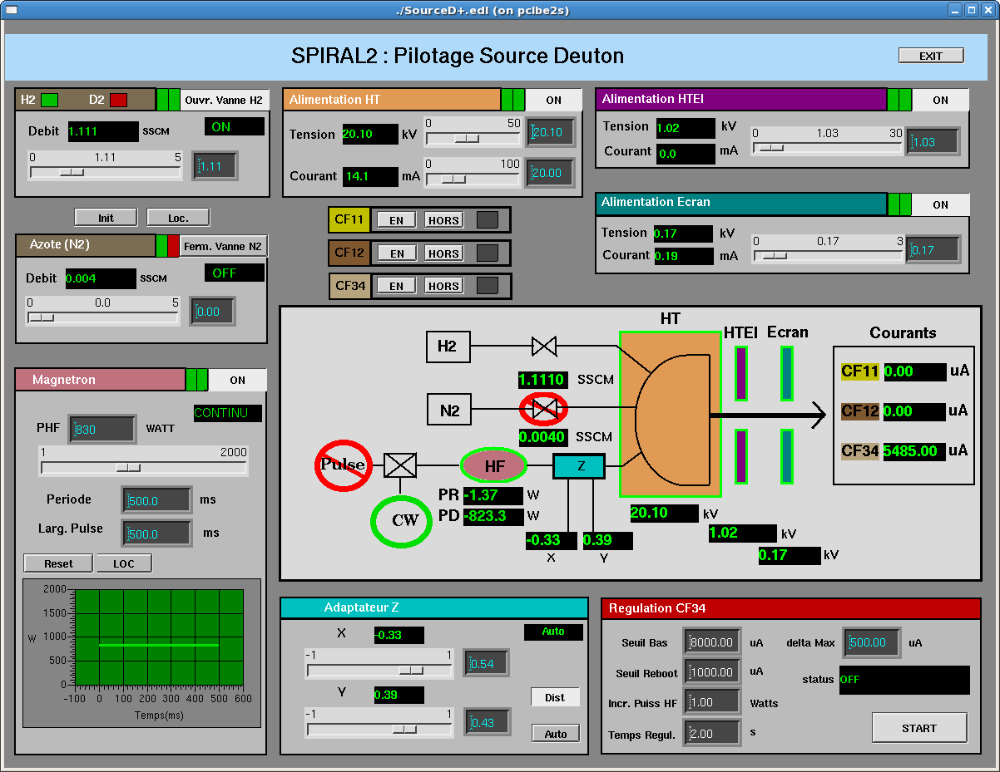 ./SourceD+.edl (on pclbe2s)
SPIRAL2 : Pilotage Source Deuton
EXIT
H2 D2 Ouvr. Vanne H2
Debit 1.111 SSCM ON
0 1.11 5
1.11
Init Loc.
Azote (N2) Ferm. Vanne N2
Debit 0.004 SSCM OFF
0 0.0 5
0.00
Alimentation HT ON
Tension 20.10 kV 0 50 20.10
Courant 14.1 mA 0 100 20.00
CF11 EN HORS
CF12 EN HORS
CF34 EN HORS
Alimentation HTEI ON
Tension 1.02 kV
Courant 0.0 mA
0 1.03 30
1.03
Alimentation Ecran ON
Tension 0.17 kV
Courant 0.19 mA
0 0.17 3
0.17
Magnetron ON
CONTINU
PHF 830 WATT
1 2000
Periode 500.0 ms
Larg. Pulse 500.0 ms
Reset LOC
2000
1500
W 1000
500
0
-100 0 100 200 300 400 500 600
Temps(ms)
HT
HTEI Ecran Courants
H2
1.1110 SSCM
N2
0.0040 SSCM
Pulse HF Z
CW
PR -1.37 W
PD -823.3 W
-0.33 0.39
X Y
20.10 kV
1.02 kV
0.17 kV
CF11 0.00 uA
CF12 0.00 uA
CF34 5485.00 uA
Adaptateur Z
X -0.33 Auto
-1 1
0.54
Y 0.39 Dist
-1 1
0.43
Auto
Regulation CF34
Seuil Bas 8000.00 uA delta Max 500.00 uA
Seuil Reboot 1000.00 uA status OFF
Incr. Puiss HF 1.00 Watts
Temps Regul. 2.00 s
START